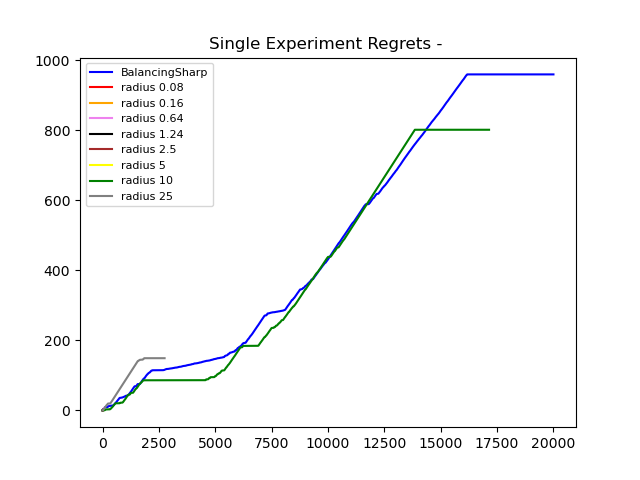 Single Experiment Regrets -
1000
800
600
400
200
0
BalancingSharp
radius 0.08
radius 0.16
radius 0.64
radius 1.24
radius 2.5
radius 5
radius 10
radius 25
0 2500 5000 7500 10000 12500 15000 17500 20000